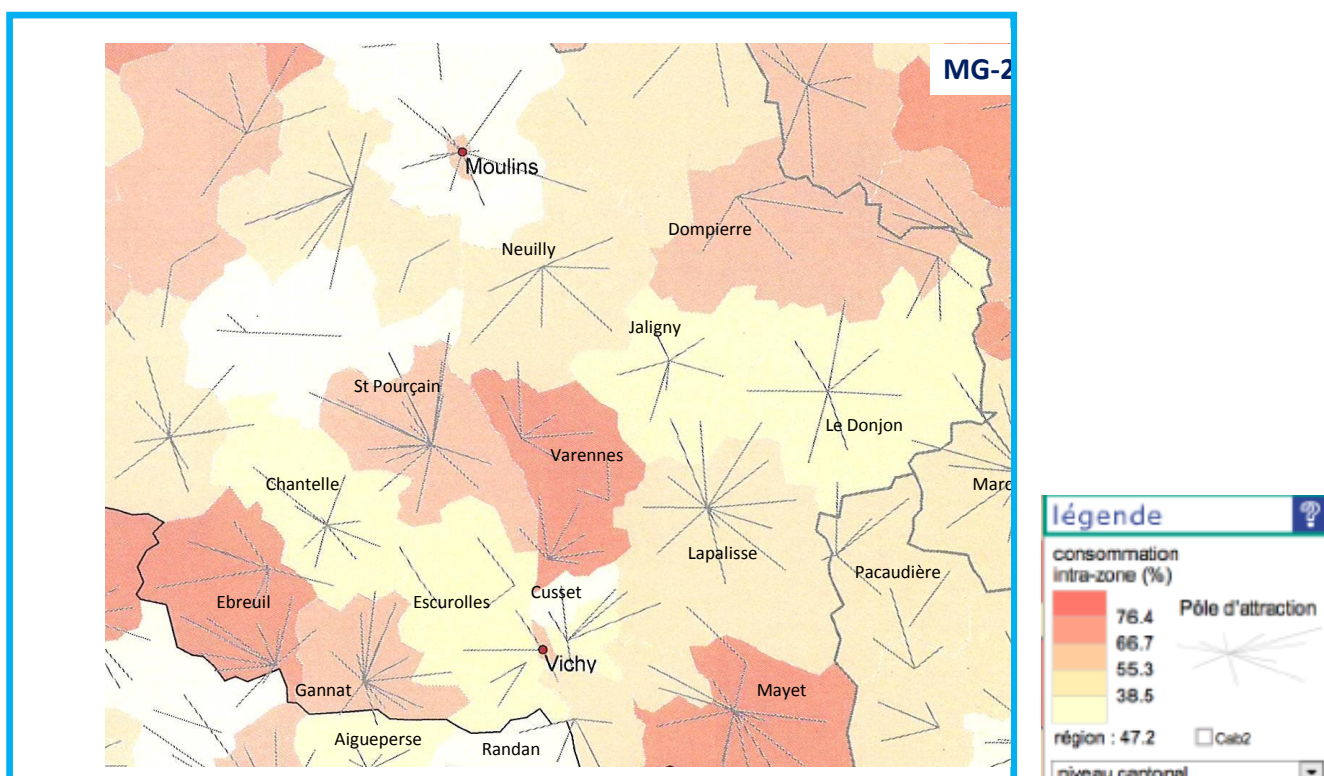 MG-2
Moulins
Dompierre
Neuilly
Jaligny
St Pourçain
Le Donjon
Varennes
Chantelle
Marc
Lapalisse
Pacaudière
Cusset
Ebreuil
Escurolles
Vichy
Gannat
Mayet
Aigueperse
Randan
légende ?
consommation
intra-zone (%)
Pôle d'attraction
76.4
66.7
55.3
38.5
région : 47.2 Cab2
niveau cantonal